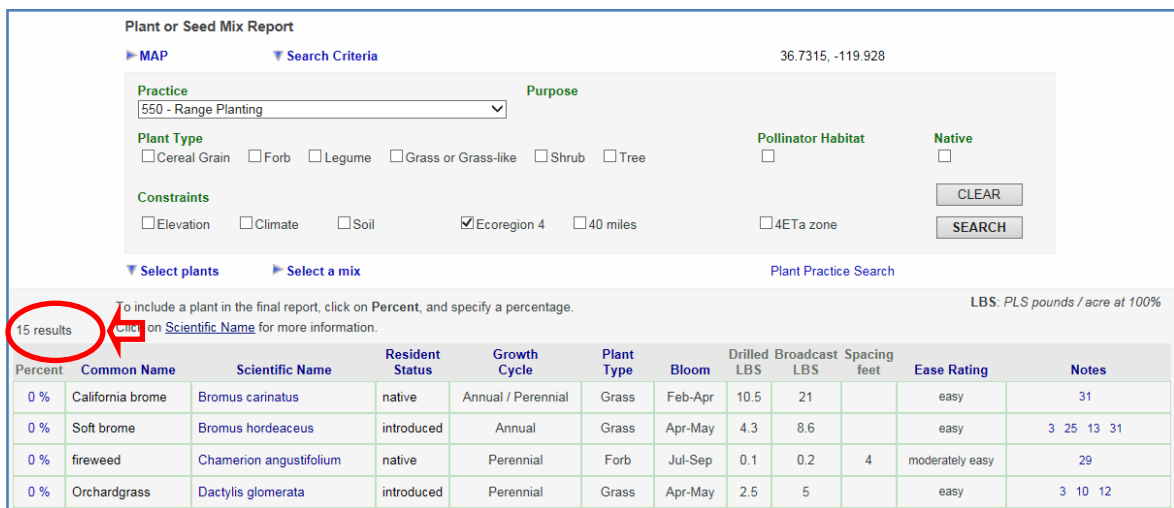 Plant or Seed Mix Report
MAP Search Criteria 36.7315, -119.928
Practice Purpose
550 - Range Planting
Plant Type Pollinator Habitat Native
Cereal Grain Forb Legume Grass or Grass-like Shrub Tree
Constraints CLEAR
Elevation Climate Soil Ecoregion 4 40 miles 4ETa zone SEARCH
Select plants Select a mix Plant Practice Search
To include a plant in the final report, click on Percent, and specify a percentage. LBS: PLS pounds / acre at 100%
15 results Click on Scientific Name for more information.
Percent Common Name Scientific Name Resident Status Growth Cycle Plant Type Bloom Drilled LBS Broadcast LBS Spacing feet Ease Rating Notes
0 % California brome Bromus carinatus native Annual / Perennial Grass Feb-Apr 10.5 21 easy 31
0 % Soft brome Bromus hordeaceus introduced Annual Grass Apr-May 4.3 8.6 easy 3 25 13 31
0 % fireweed Chamerion angustifolium native Perennial Forb Jul-Sep 0.1 0.2 4 moderately easy 29
0 % Orchardgrass Dactylis glomerata introduced Perennial Grass Apr-May 2.5 5 easy 3 10 12